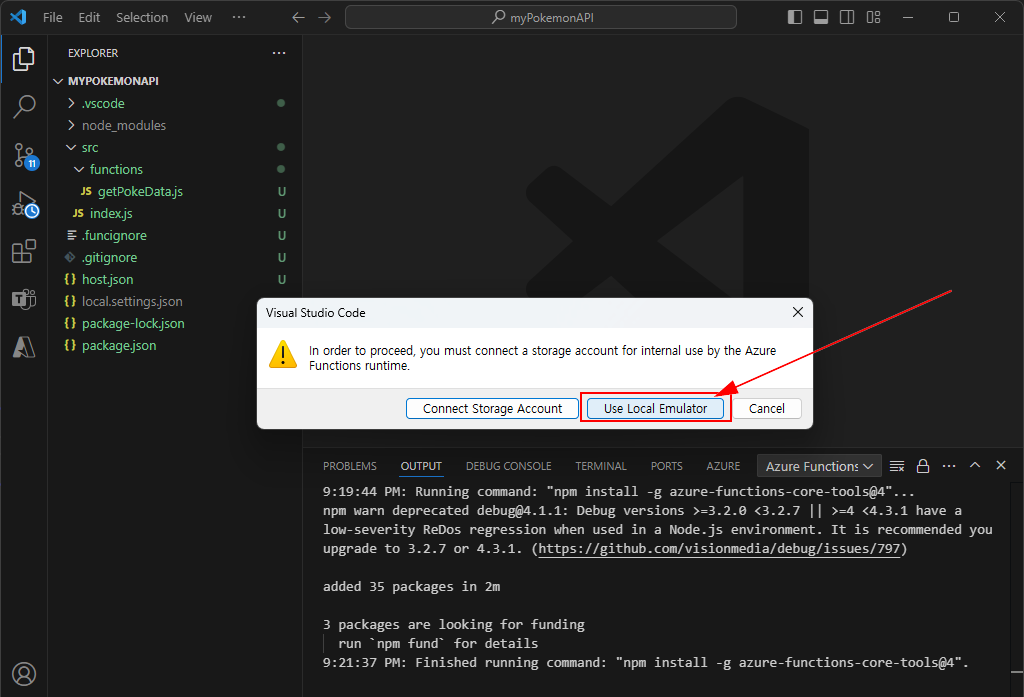 File Edit Selection View ··· myPokemonAPI
EXPLORER ···
MYPOKEMONAPI
.vscode
node_modules
src
functions
JS getPokeData.js U
JS index.js U
.funcignore U
.gitignore U
{} host.json U
{} local.settings.json
{} package-lock.json
{} package.json
11
Visual Studio Code
In order to proceed, you must connect a storage account for internal use by the Azure
Functions runtime.
Connect Storage Account Use Local Emulator Cancel
PROBLEMS OUTPUT DEBUG CONSOLE TERMINAL PORTS AZURE Azure Functions ···
9:19:44 PM: Running command: "npm install -g azure-functions-core-tools@4"...
npm warn deprecated debug@4.1.1: Debug versions >=3.2.0 <3.2.7 || >=4 <4.3.1 have a
low-severity ReDos regression when used in a Node.js environment. It is recommended you
upgrade to 3.2.7 or 4.3.1. (https://github.com/visionmedia/debug/issues/797)
added 35 packages in 2m
3 packages are looking for funding
run `npm fund` for details
9:21:37 PM: Finished running command: "npm install -g azure-functions-core-tools@4".